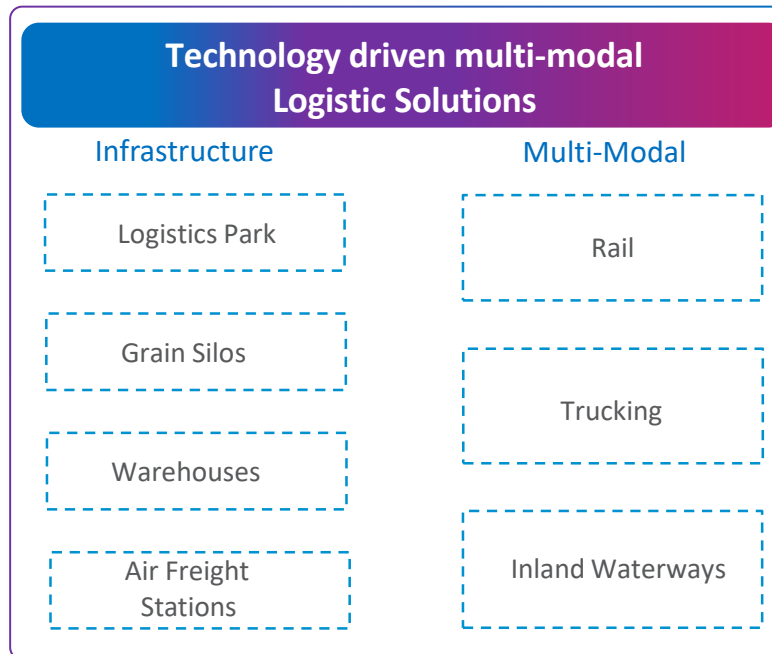 Technology driven multi-modal
Logistic Solutions
Infrastructure
Logistics Park
Grain Silos
Warehouses
Air Freight
Stations
Multi-Modal
Rail
Trucking
Inland Waterways